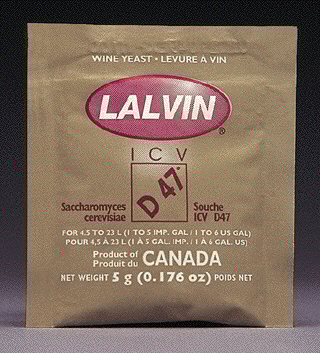 WINE YEAST • LEVURE À VIN
LALVIN®
ICV
D 47
Saccharomyces cerevisiae
Souche ICV D47
FOR 4.5 TO 23 L (1 TO 5 IMP. GAL / 1 TO 6 US GAL)
POUR 4,5 À 23 L (1 À 5 GAL. IMP. / 1 À 6 GAL. US)
Product of
Produit du CANADA
NET WEIGHT 5 g (0.176 oz) POIDS NET